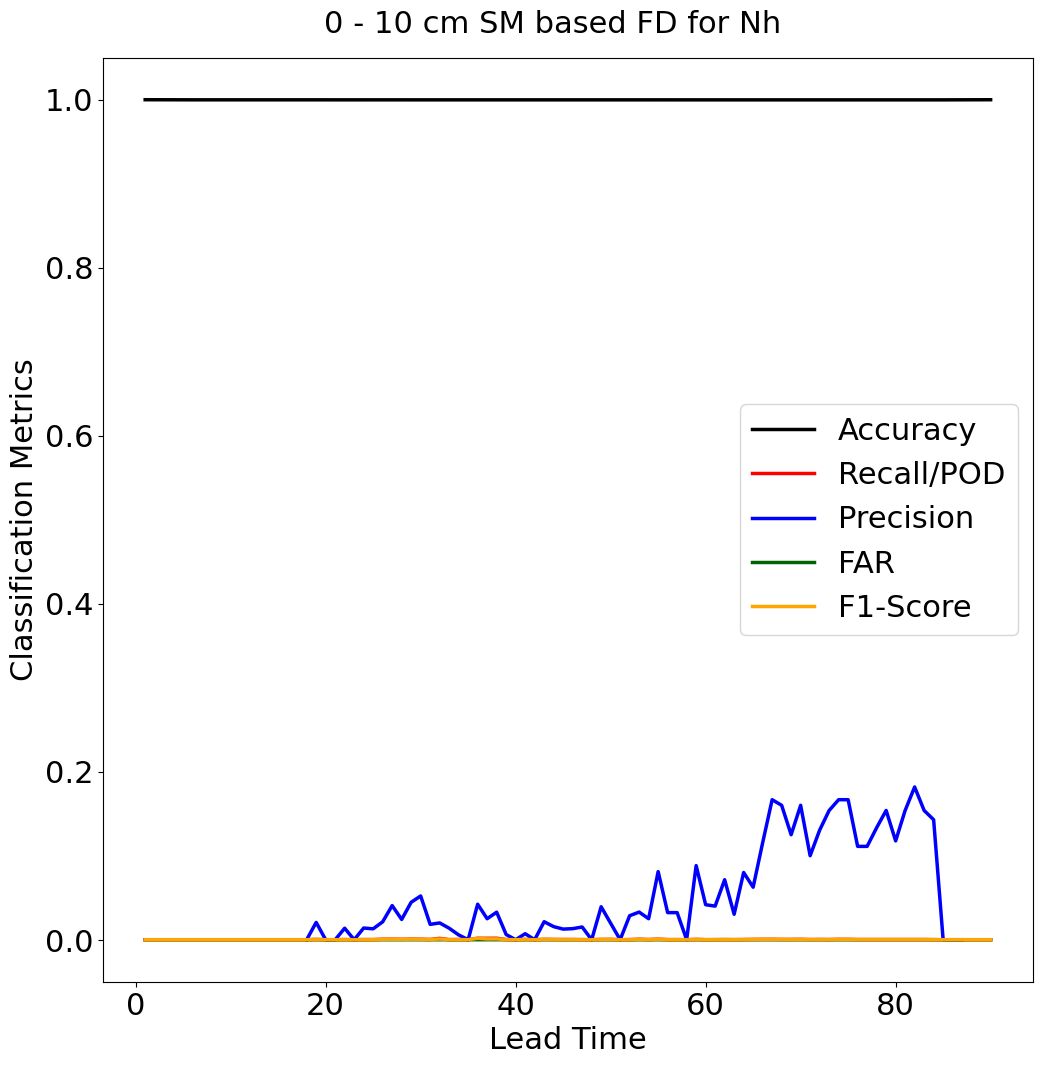 0 - 10 cm SM based FD for Nh
1.0
0.8
0.6
0.4
0.2
0.0
Classification Metrics
Accuracy
Recall/POD
Precision
FAR
F1-Score
0 20 40 60 80
Lead Time